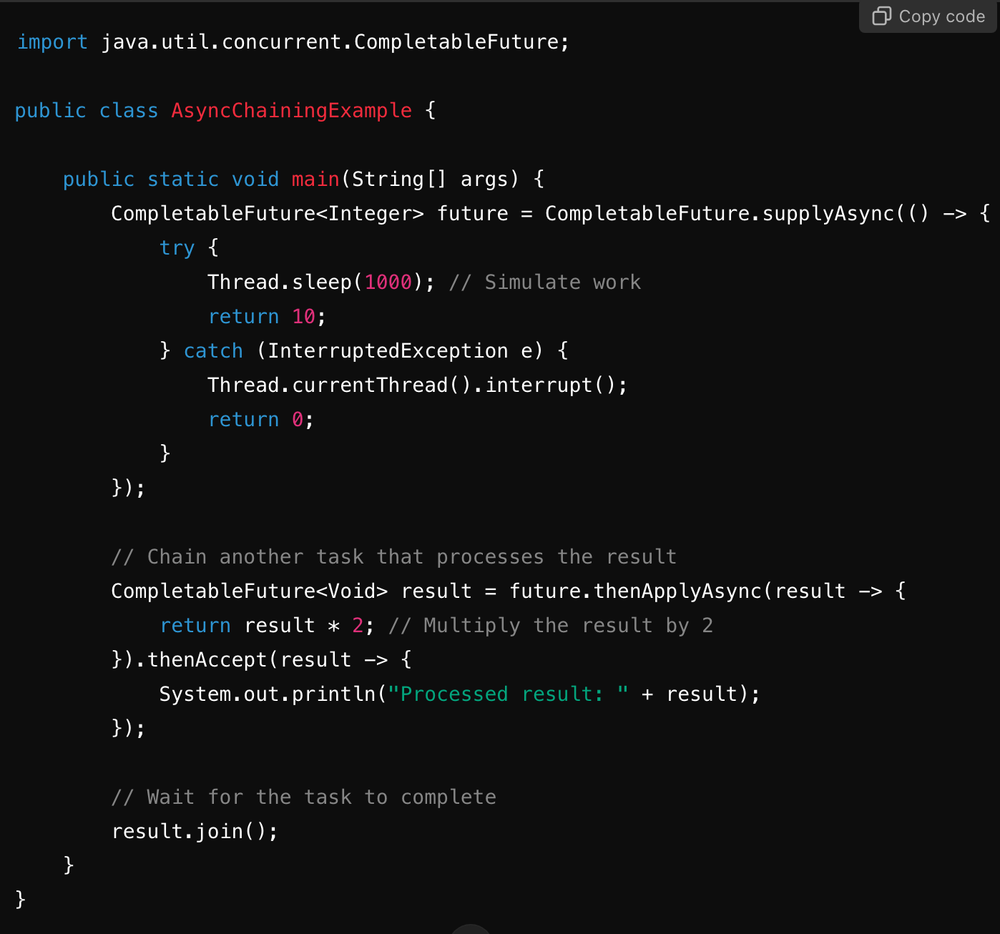 Copy code
import java.util.concurrent.CompletableFuture;
public class AsyncChainingExample {
    public static void main(String[] args) {
        CompletableFuture<Integer> future = CompletableFuture.supplyAsync(() -> {
            try {
                Thread.sleep(1000); // Simulate work
                return 10;
            } catch (InterruptedException e) {
                Thread.currentThread().interrupt();
                return 0;
            }
        });
        // Chain another task that processes the result
        CompletableFuture<Void> result = future.thenApplyAsync(result -> {
            return result * 2; // Multiply the result by 2
        }).thenAccept(result -> {
            System.out.println("Processed result: " + result);
        });
        // Wait for the task to complete
        result.join();
    }
}